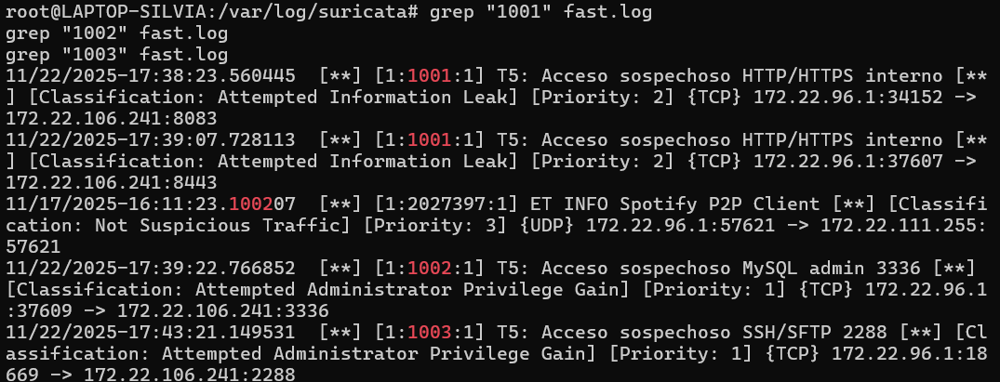 root@LAPTOP-SILVIA:/var/log/suricata# grep "1001" fast.log
grep "1002" fast.log
grep "1003" fast.log
11/22/2025-17:38:23.560445  [**] [1:1001:1] T5: Acceso sospechoso HTTP/HTTPS interno [**
] [Classification: Attempted Information Leak] [Priority: 2] {TCP} 172.22.96.1:34152 ->
172.22.106.241:8083
11/22/2025-17:39:07.728113  [**] [1:1001:1] T5: Acceso sospechoso HTTP/HTTPS interno [**
] [Classification: Attempted Information Leak] [Priority: 2] {TCP} 172.22.96.1:37607 ->
172.22.106.241:8443
11/17/2025-16:11:23.100207  [**] [1:2027397:1] ET INFO Spotify P2P Client [**] [Classifi
cation: Not Suspicious Traffic] [Priority: 3] {UDP} 172.22.96.1:57621 -> 172.22.111.255:
57621
11/22/2025-17:39:22.766852  [**] [1:1002:1] T5: Acceso sospechoso MySQL admin 3336 [**]
[Classification: Attempted Administrator Privilege Gain] [Priority: 1] {TCP} 172.22.96.1
:37609 -> 172.22.106.241:3336
11/22/2025-17:43:21.149531  [**] [1:1003:1] T5: Acceso sospechoso SSH/SFTP 2288 [**] [Cl
assification: Attempted Administrator Privilege Gain] [Priority: 1] {TCP} 172.22.96.1:18
669 -> 172.22.106.241:2288